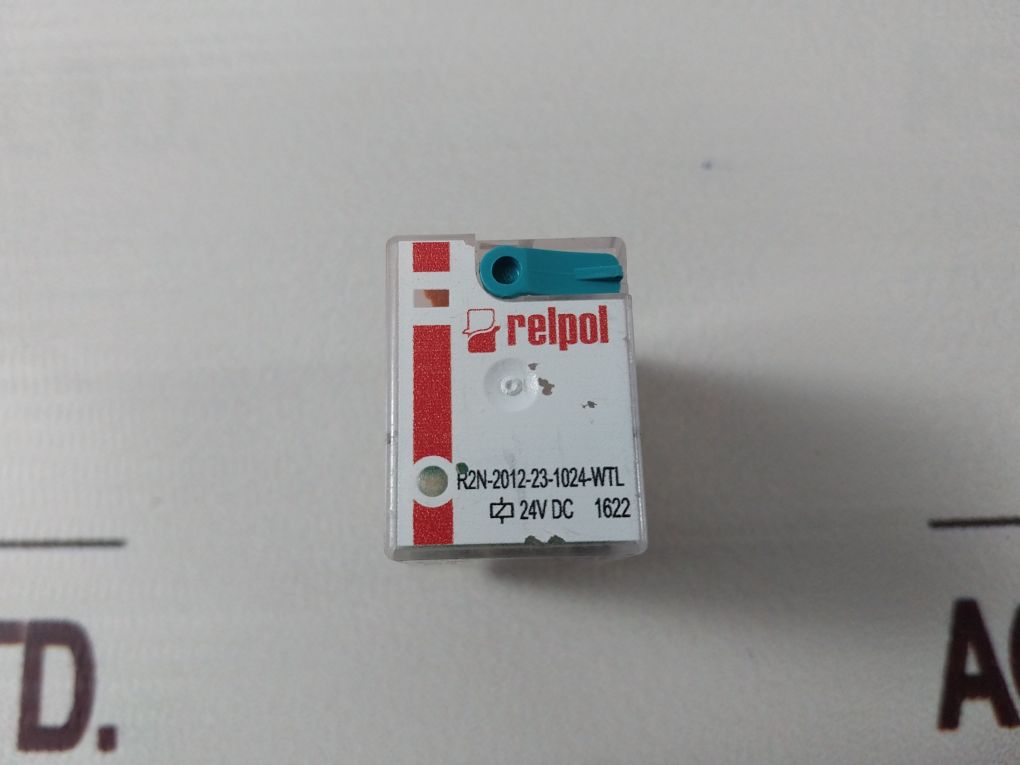 relpol
R2N-2012-23-1024-WTL
24V DC 1622
TD.